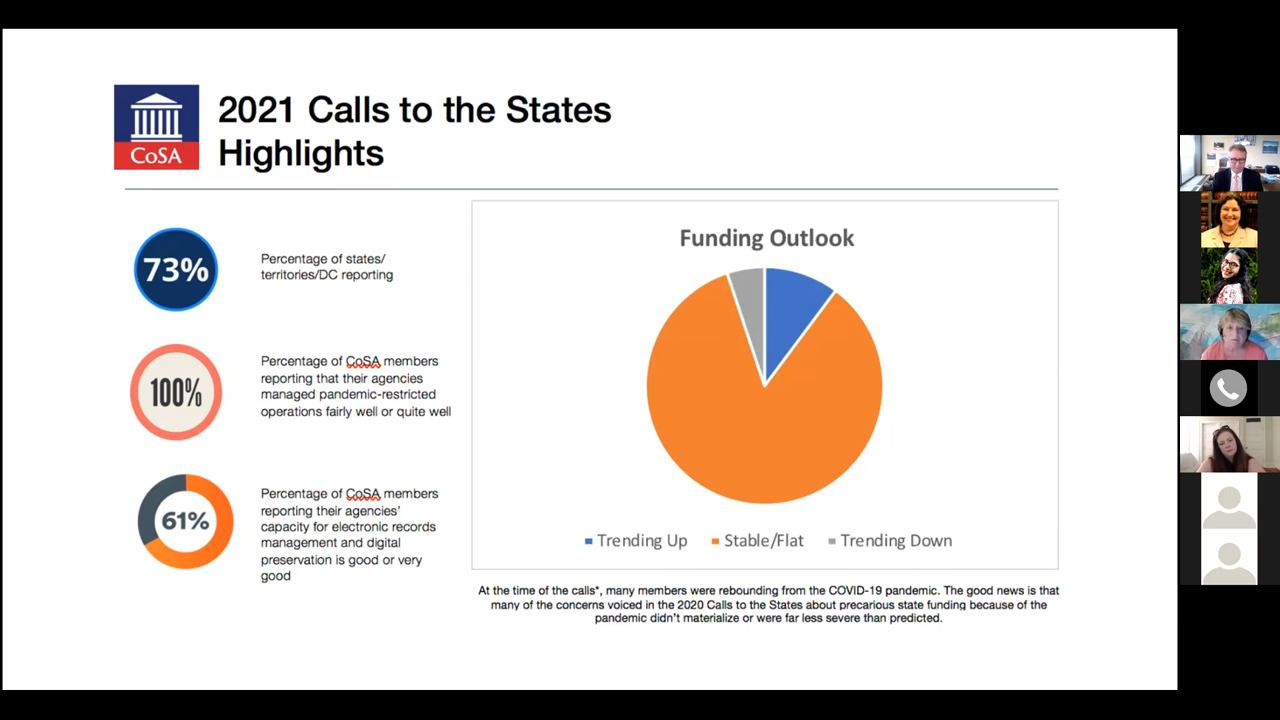 2021 Calls to the States
Highlights
CoSA
73%
Percentage of states/
territories/DC reporting
100%
Percentage of CoSA members
reporting that their agencies
managed pandemic-restricted
operations fairly well or quite well
61%
Percentage of CoSA members
reporting their agencies'
capacity for electronic records
management and digital
preservation is good or very
good
Funding Outlook
Trending Up
Stable/Flat
Trending Down
At the time of the calls*, many members were rebounding from the COVID-19 pandemic. The good news is that
many of the concerns voiced in the 2020 Calls to the States about precarious state funding because of the
pandemic didn't materialize or were far less severe than predicted.